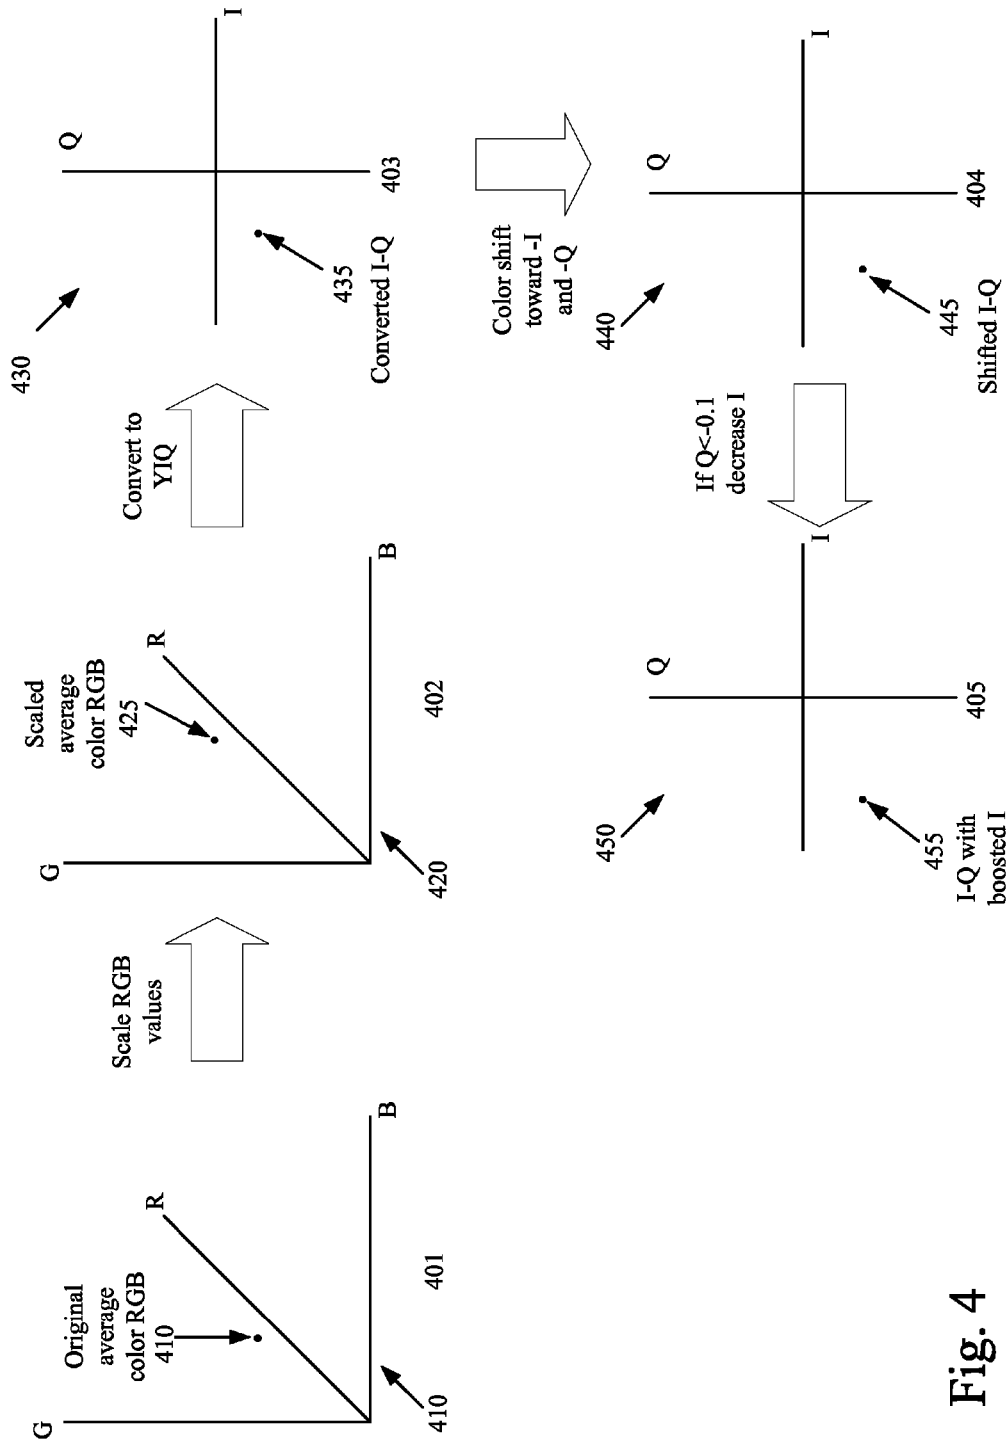 G
Original
average
color RGB
410
R
B
410
401
Scale RGB
values
G
Scaled
average
color RGB
425
R
B
420
402
Convert to
YIQ
430
Q
I
435
Converted I-Q
403
Color shift
toward -I
and -Q
440
Q
I
445
Shifted I-Q
404
If Q<-0.1
decrease I
450
Q
I
455
I-Q with
boosted I
405
Fig. 4